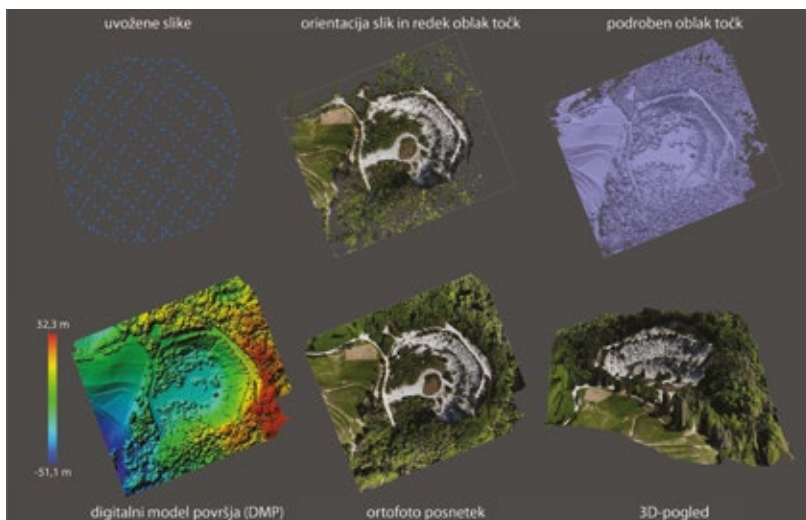 uvožene slike
orientacija slik in redek oblak točk
podroben oblak točk
32,3 m
-51,1 m
digitalni model površja (DMP)
ortofoto posnetek
3D-pogled